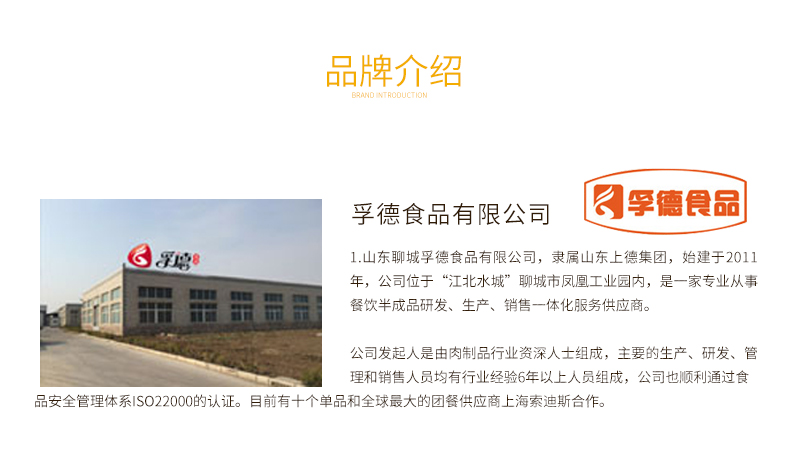 品牌介绍
BRAND INTRODUCTION
孚德食品有限公司
孚德食品
孚德
1.山东聊城孚德食品有限公司，隶属山东上德集团，始建于2011
年，公司位于“江北水城”聊城市凤凰工业园内，是一家专业从事
餐饮半成品研发、生产、销售一体化服务供应商。
公司发起人是由肉制品行业资深人士组成，主要的生产、研发、管
理和销售人员均有行业经验6年以上人员组成，公司也顺利通过食
品安全管理体系ISO22000的认证。目前有十个单品和全球最大的团餐供应商上海索迪斯合作。